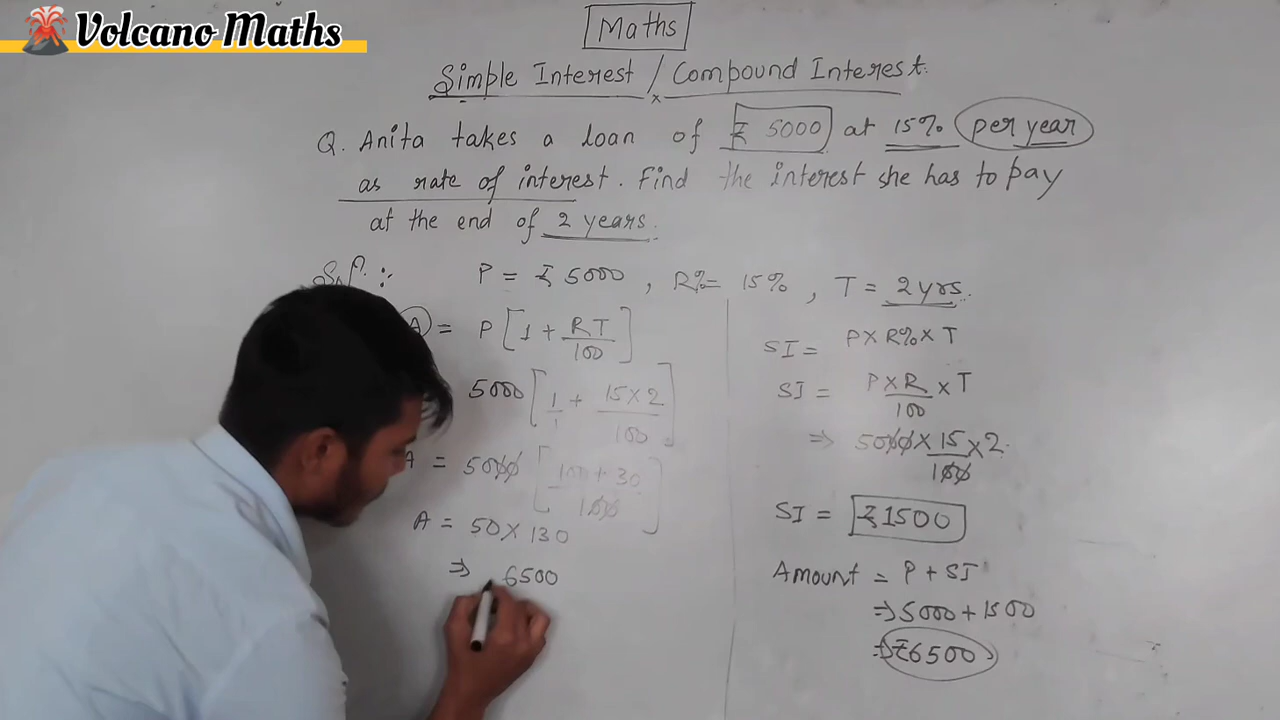 Volcano Maths
Maths
Simple Interest / Compound Interest.
Q. Anita takes a loan of ₹ 5000 at 15% per year
as rate of interest. Find the interest she has to pay
at the end of 2 years.
P = ₹ 5000 , R% = 15% , T = 2 yrs.
A = P [ 1 + RT/100 ]
5000 [ 1/1 + 15 × 2/100 ]
A = 5000 [ 100 + 30/100 ]
A = 50 × 130
⇒ 6500
SI = P × R% × T
SI = P × R/100 × T
⇒ 5000 × 15/100 × 2.
SI = ₹ 1500
Amount = P + SI
⇒ 5000 + 1500
⇒ ₹ 6500